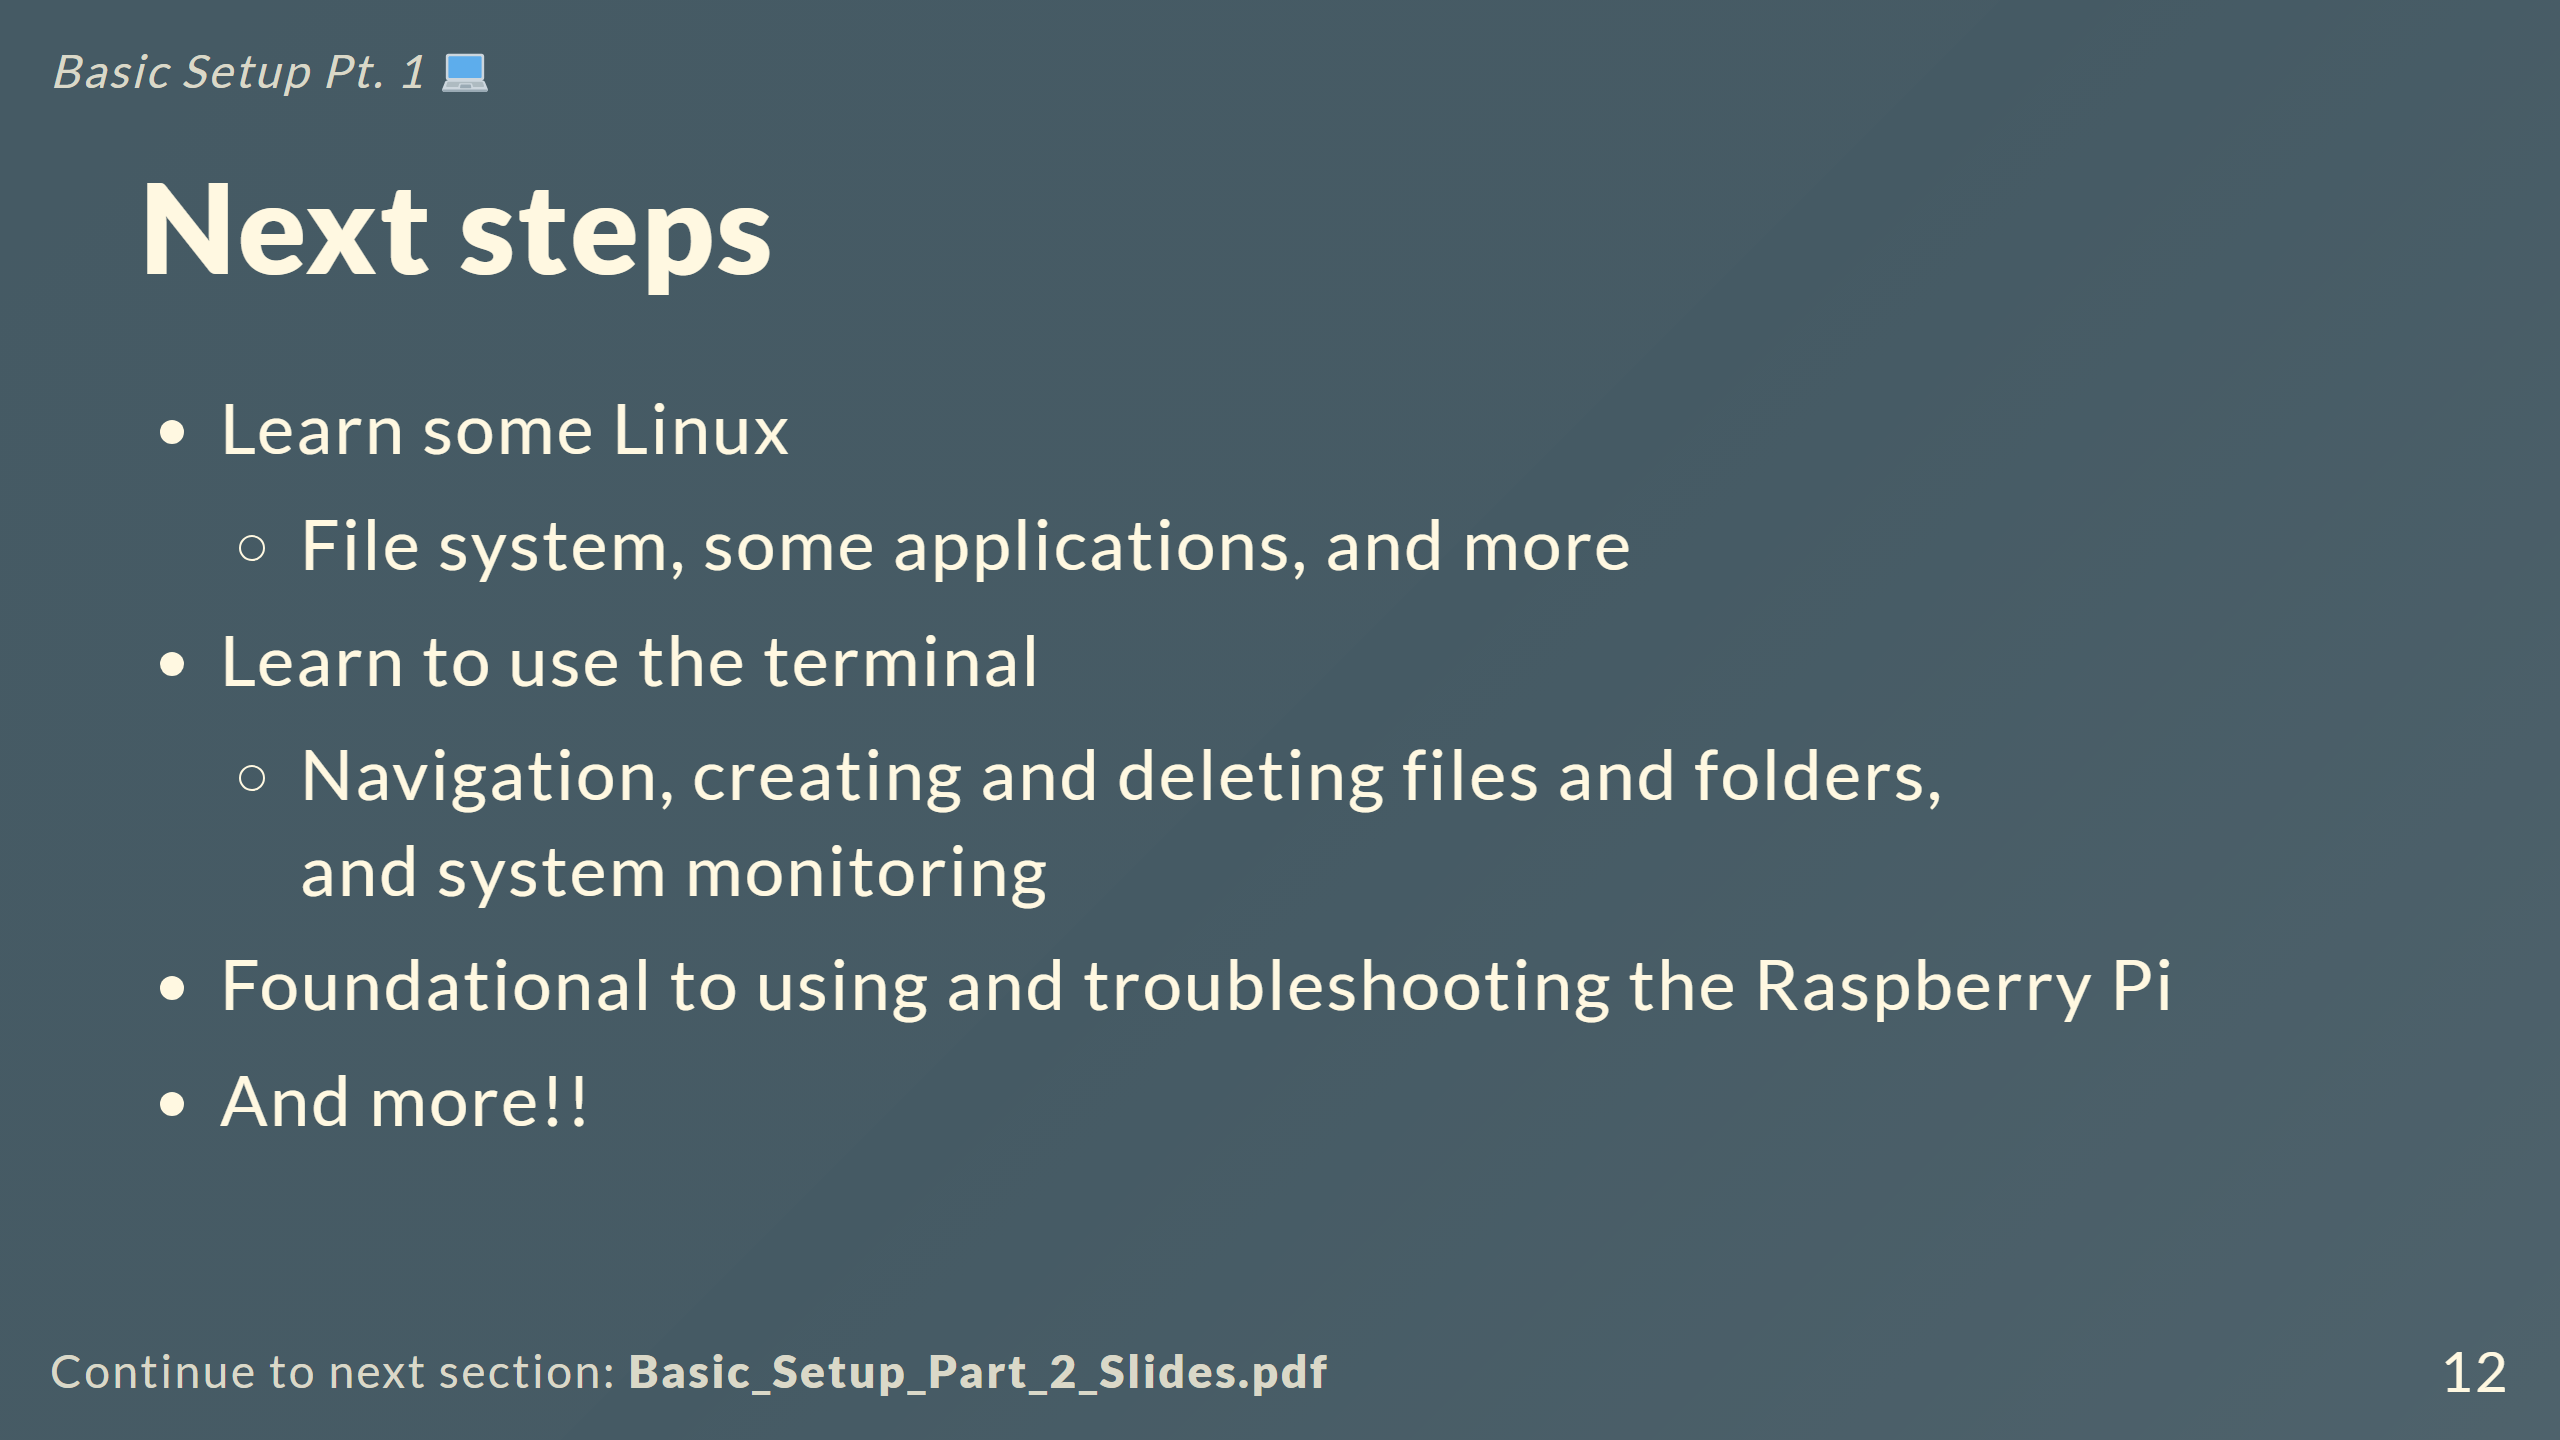 Basic Setup Pt. 1 💻
Next steps
• Learn some Linux
○ File system, some applications, and more
• Learn to use the terminal
○ Navigation, creating and deleting files and folders,
and system monitoring
• Foundational to using and troubleshooting the Raspberry Pi
• And more!!
Continue to next section: Basic_Setup_Part_2_Slides.pdf
12